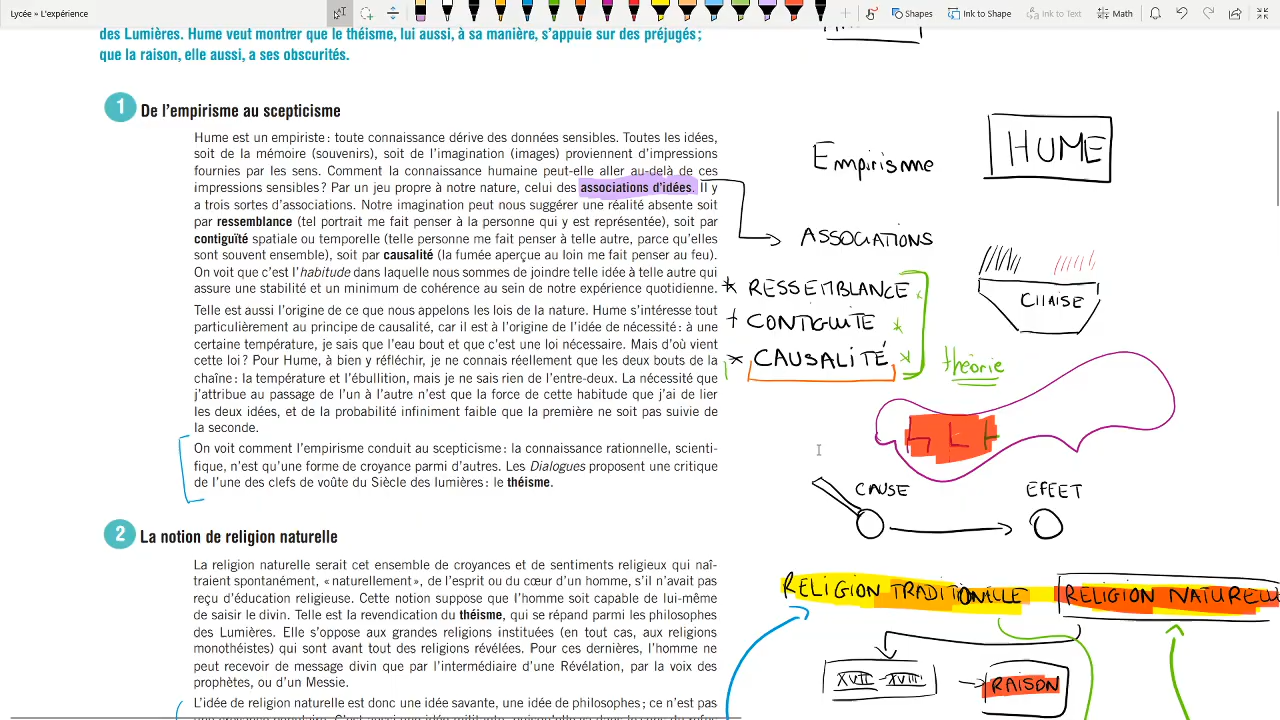 Lycée » L'expérience
Shapes
Ink to Shape
Ink to Text
Math
des Lumières. Hume veut montrer que le théisme, lui aussi, à sa manière, s'appuie sur des préjugés ;
que la raison, elle aussi, a ses obscurités.
1 De l'empirisme au scepticisme
Hume est un empiriste : toute connaissance dérive des données sensibles. Toutes les idées,
soit de la mémoire (souvenirs), soit de l'imagination (images) proviennent d'impressions
fournies par les sens. Comment la connaissance humaine peut-elle aller au-delà de ces
impressions sensibles ? Par un jeu propre à notre nature, celui des associations d'idées. Il y
a trois sortes d'associations. Notre imagination peut nous suggérer une réalité absente soit
par ressemblance (tel portrait me fait penser à la personne qui y est représentée), soit par
contiguïté spatiale ou temporelle (telle personne me fait penser à telle autre, parce qu'elles
sont souvent ensemble), soit par causalité (la fumée aperçue au loin me fait penser au feu).
On voit que c'est l'habitude dans laquelle nous sommes de joindre telle idée à telle autre qui
assure une stabilité et un minimum de cohérence au sein de notre expérience quotidienne.
Telle est aussi l'origine de ce que nous appelons les lois de la nature. Hume s'intéresse tout
particulièrement au principe de causalité, car il est à l'origine de l'idée de nécessité : à une
certaine température, je sais que l'eau bout et que c'est une loi nécessaire. Mais d'où vient
cette loi ? Pour Hume, à bien y réfléchir, je ne connais réellement que les deux bouts de la
chaîne : la température et l'ébullition, mais je ne sais rien de l'entre-deux. La nécessité que
j'attribue au passage de l'un à l'autre n'est que la force de cette habitude que j'ai de lier
les deux idées, et de la probabilité infiniment faible que la première ne soit pas suivie de
la seconde.
On voit comment l'empirisme conduit au scepticisme : la connaissance rationnelle, scienti-
fique, n'est qu'une forme de croyance parmi d'autres. Les Dialogues proposent une critique
de l'une des clefs de voûte du Siècle des lumières : le théisme.
2 La notion de religion naturelle
La religion naturelle serait cet ensemble de croyances et de sentiments religieux qui naî-
traient spontanément, « naturellement », de l'esprit ou du cœur d'un homme, s'il n'avait pas
reçu d'éducation religieuse. Cette notion suppose que l'homme soit capable de lui-même
de saisir le divin. Telle est la revendication du théisme, qui se répand parmi les philosophes
des Lumières. Elle s'oppose aux grandes religions instituées (en tout cas, aux religions
monothéistes) qui sont avant tout des religions révélées. Pour ces dernières, l'homme ne
peut recevoir de message divin que par l'intermédiaire d'une Révélation, par la voix des
prophètes, ou d'un Messie.
L'idée de religion naturelle est donc une idée savante, une idée de philosophes ; ce n'est pas
Empirisme
HUME
ASSOCIATIONS
* RESSEMBLANCE
+ CONTIGUITE
* CAUSALITÉ
théorie
CHAISE
CAUSE
EFFET
RELIGION TRADITIONELLE
RELIGION NATURELLE
XVII - XVIII
RAISON